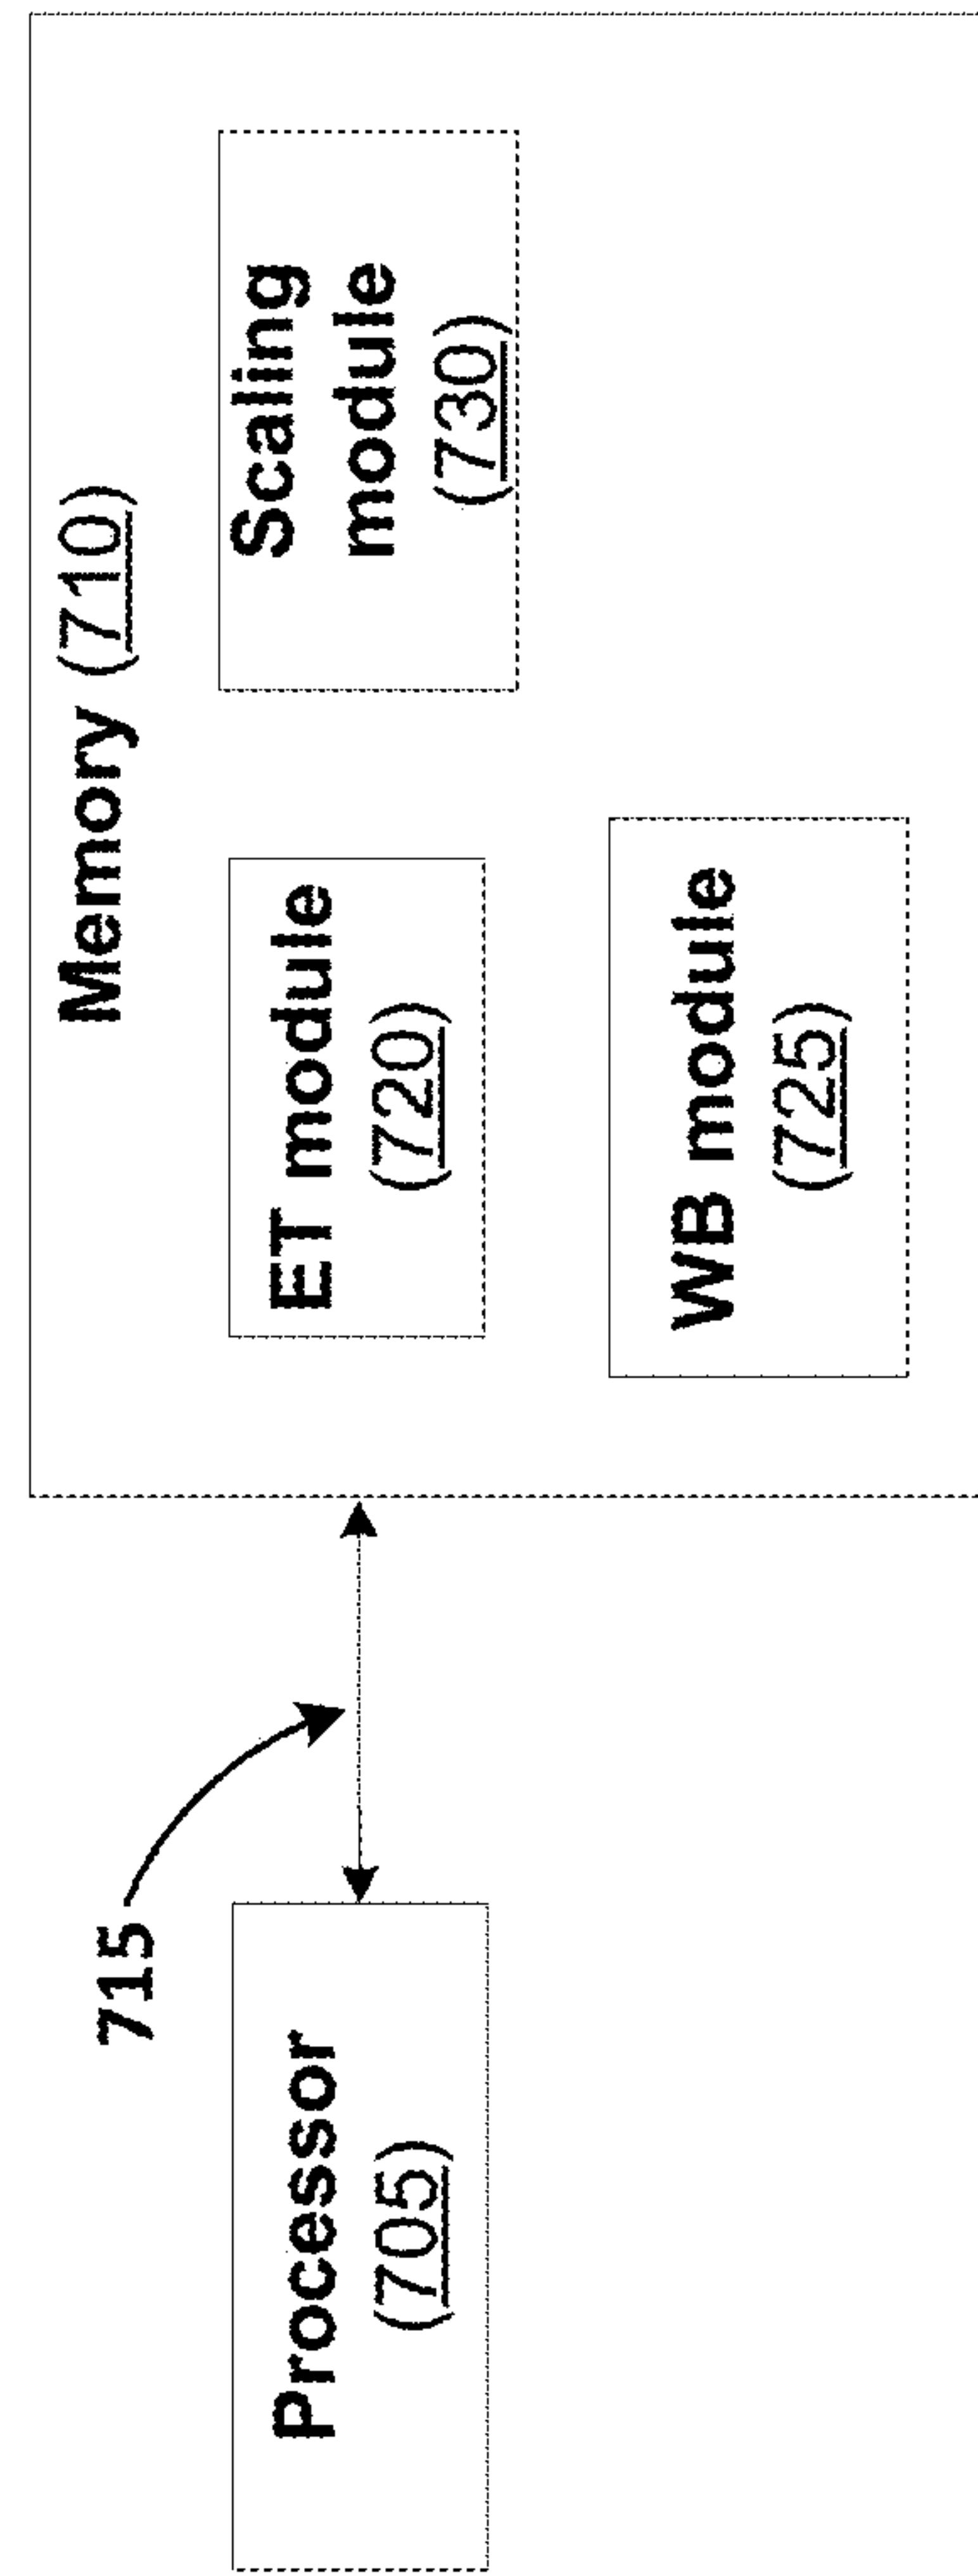 Memory (710)
ET module
(720)
Scaling
module
(730)
WB module
(725)
715
Processor
(705)